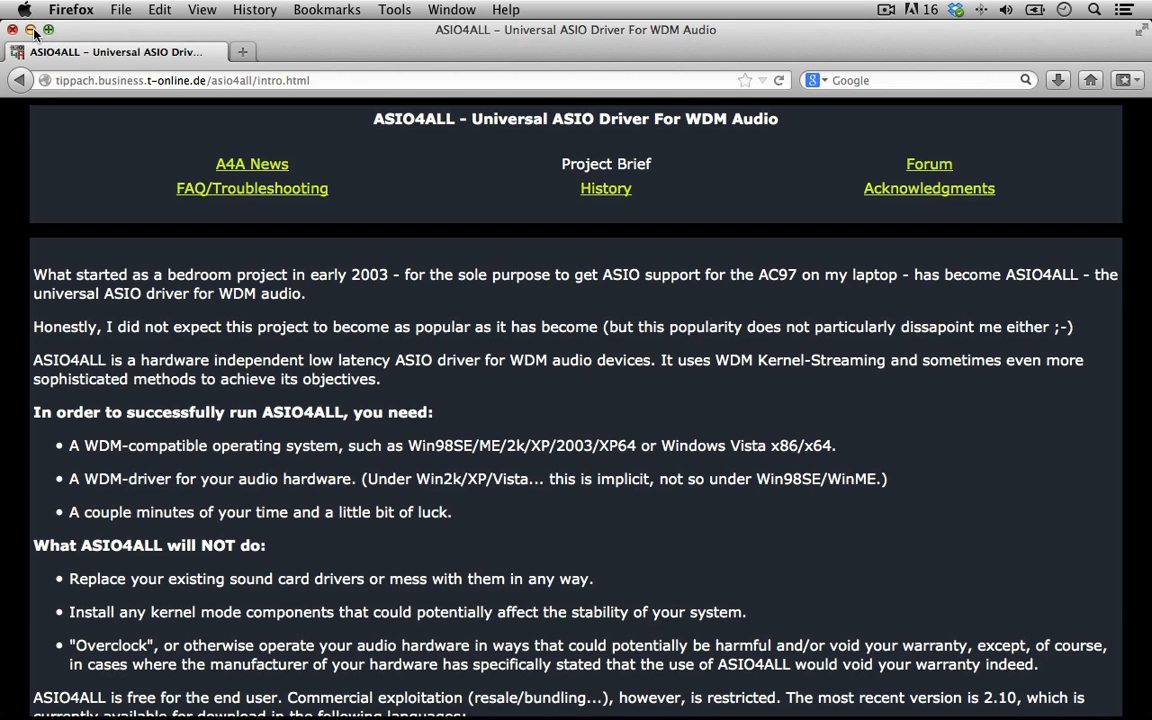 Firefox File Edit View History Bookmarks Tools Window Help 16
ASIO4ALL – Universal ASIO Driver For WDM Audio
ASIO4ALL – Universal ASIO Driv...
tippach.business.t-online.de/asio4all/intro.html Google
ASIO4ALL - Universal ASIO Driver For WDM Audio
A4A News Project Brief Forum
FAQ/Troubleshooting History Acknowledgments
What started as a bedroom project in early 2003 - for the sole purpose to get ASIO support for the AC97 on my laptop - has become ASIO4ALL - the
universal ASIO driver for WDM audio.
Honestly, I did not expect this project to become as popular as it has become (but this popularity does not particularly dissapoint me either ;-)
ASIO4ALL is a hardware independent low latency ASIO driver for WDM audio devices. It uses WDM Kernel-Streaming and sometimes even more
sophisticated methods to achieve its objectives.
In order to successfully run ASIO4ALL, you need:
• A WDM-compatible operating system, such as Win98SE/ME/2k/XP/2003/XP64 or Windows Vista x86/x64.
• A WDM-driver for your audio hardware. (Under Win2k/XP/Vista... this is implicit, not so under Win98SE/WinME.)
• A couple minutes of your time and a little bit of luck.
What ASIO4ALL will NOT do:
• Replace your existing sound card drivers or mess with them in any way.
• Install any kernel mode components that could potentially affect the stability of your system.
• "Overclock", or otherwise operate your audio hardware in ways that could potentially be harmful and/or void your warranty, except, of course,
in cases where the manufacturer of your hardware has specifically stated that the use of ASIO4ALL would void your warranty indeed.
ASIO4ALL is free for the end user. Commercial exploitation (resale/bundling...), however, is restricted. The most recent version is 2.10, which is
currently available for download in the following languages: